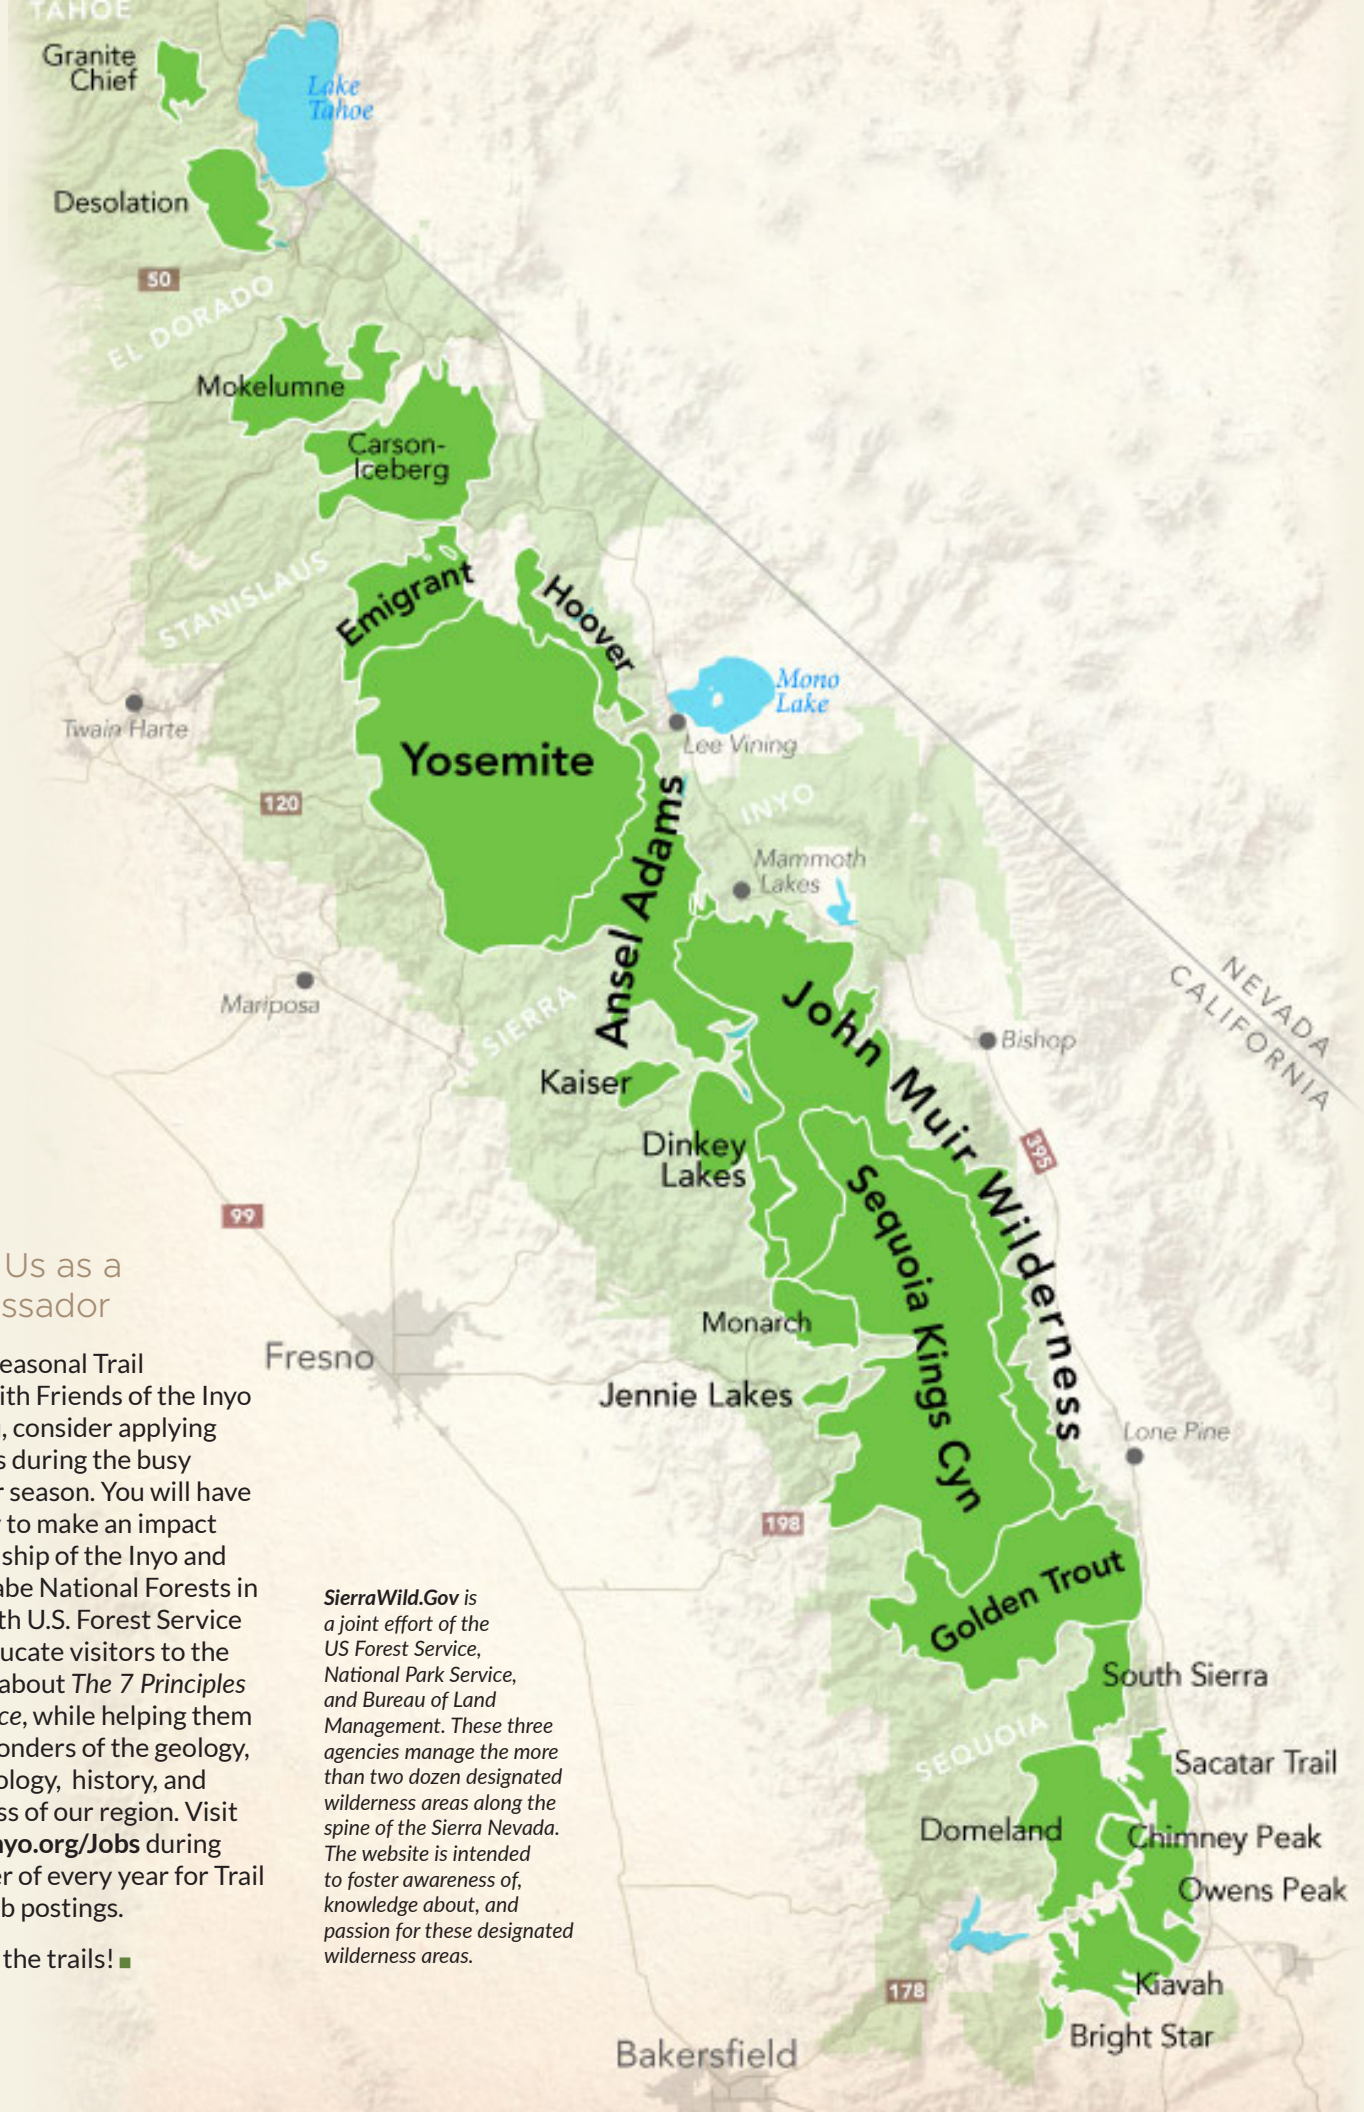 TAHOE
Granite
Chief
Lake
Tahoe
Desolation
50
EL DORADO
Mokelumne
Carson-
Iceberg
STANISLAUS
Emigrant
Hoover
Mono
Lake
Twain Harte
Lee Vining
Yosemite
120
INYO
Ansel Adams
Mammoth
Lakes
Mariposa
SIERRA
John Muir Wilderness
NEVADA
CALIFORNIA
Bishop
Kaiser
Dinkey
Lakes
395
Sequoia Kings Cyn
99
Monarch
Fresno
Jennie Lakes
Lone Pine
198
Golden Trout
South Sierra
SEQUOIA
Sacatar Trail
Domeland
Chimney Peak
Owens Peak
Kiavah
178
Bright Star
Bakersfield
Us as a
ssador
easonal Trail
ith Friends of the Inyo
, consider applying
s during the busy
r season. You will have
to make an impact
ship of the Inyo and
abe National Forests in
th U.S. Forest Service
ucate visitors to the
about The 7 Principles
ce, while helping them
onders of the geology,
ology, history, and
ss of our region. Visit
nyo.org/Jobs during
er of every year for Trail
b postings.
the trails!
SierraWild.Gov is
a joint effort of the
US Forest Service,
National Park Service,
and Bureau of Land
Management. These three
agencies manage the more
than two dozen designated
wilderness areas along the
spine of the Sierra Nevada.
The website is intended
to foster awareness of,
knowledge about, and
passion for these designated
wilderness areas.